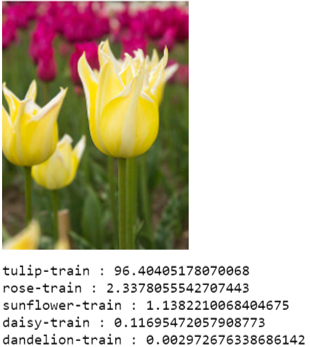 tulip-train : 96.40405178070068
rose-train : 2.3378055542707443
sunflower-train : 1.1382210068404675
daisy-train : 0.11695472057908773
dandelion-train : 0.002972676338686142